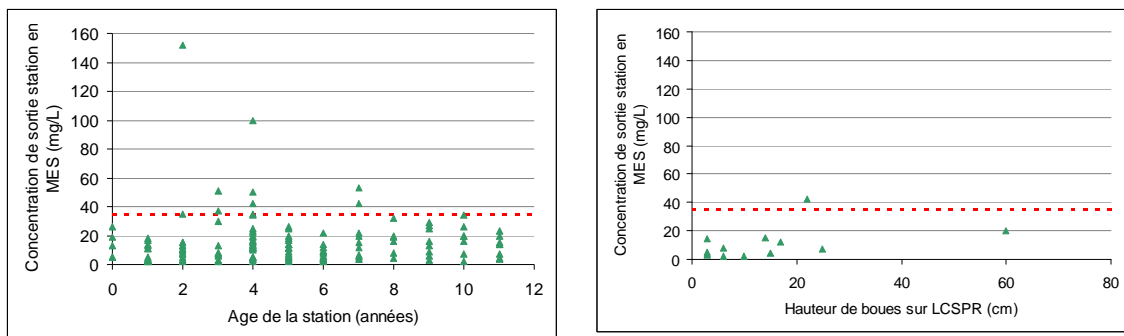 Concentration de sortie station en
MES (mg/L)
160
140
120
100
80
60
40
20
0
0 2 4 6 8 10 12
Age de la station (années)
Concentration de sortie station en
MES (mg/L)
160
140
120
100
80
60
40
20
0
0 20 40 60 80
Hauteur de boues sur LCSPR (cm)